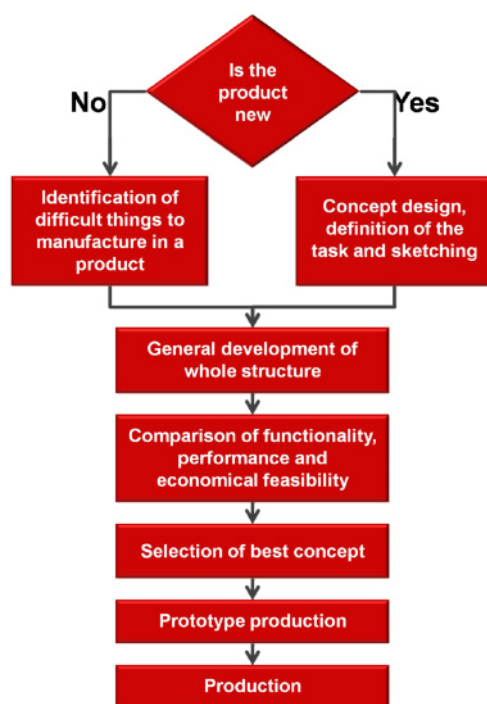 Is the
product
new
No
Yes
Identification of
difficult things to
manufacture in a
product
Concept design,
definition of the
task and sketching
General development of
whole structure
Comparison of functionality,
performance and
economical feasibility
Selection of best concept
Prototype production
Production